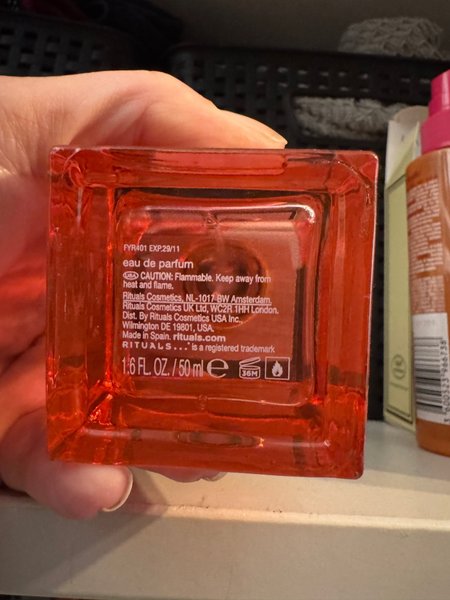 FYR401 EXP.29/11
eau de parfum
USA CAUTION: Flammable. Keep away from
heat and flame.
Rituals Cosmetics, NL-1017 BW Amsterdam.
Rituals Cosmetics UK Ltd, WC2R 1HH London.
Dist. By Rituals Cosmetics USA Inc.
Wilmington DE 19801, USA.
Made in Spain. rituals.com
RITUALS... is a registered trademark
1.6 FL. OZ. / 50 ml e 36M